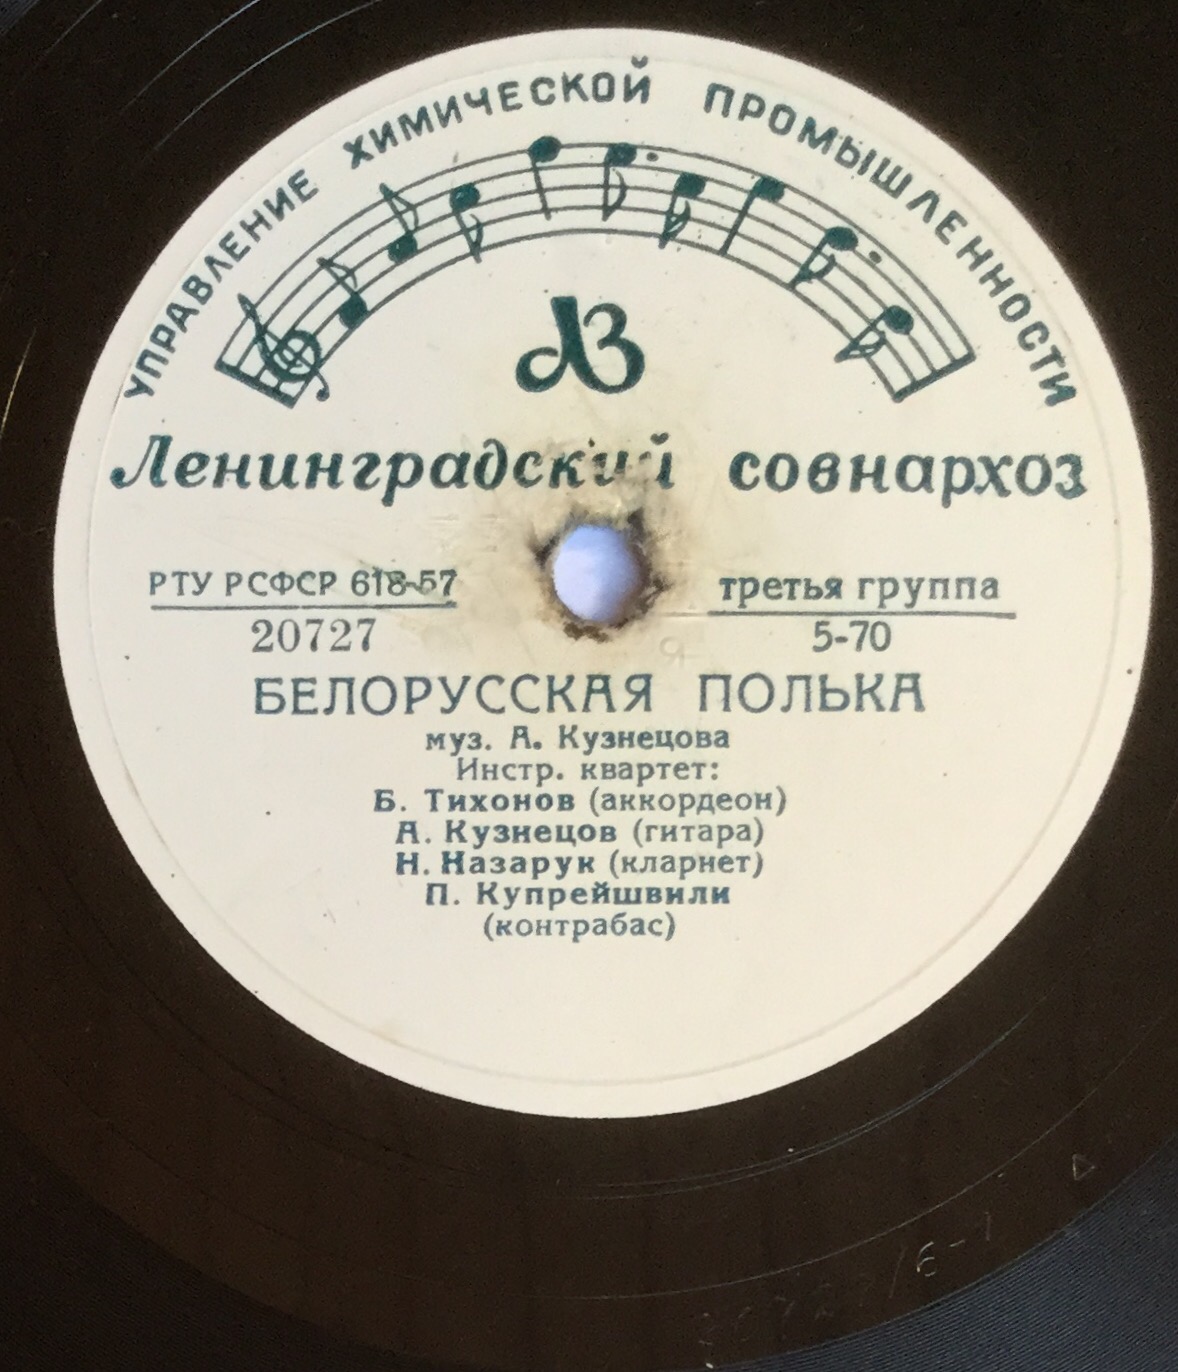 УПРАВЛЕНИЕ ХИМИЧЕСКОЙ ПРОМЫШЛЕННОСТИ
ЛЗ
Ленинградский совнархоз
РТУ РСФСР 618-57
третья группа
20727
5-70
БЕЛОРУССКАЯ ПОЛЬКА
муз. А. Кузнецова
Инстр. квартет:
Б. Тихонов (аккордеон)
А. Кузнецов (гитара)
Н. Назарук (кларнет)
П. Купрейшвили
(контрабас)